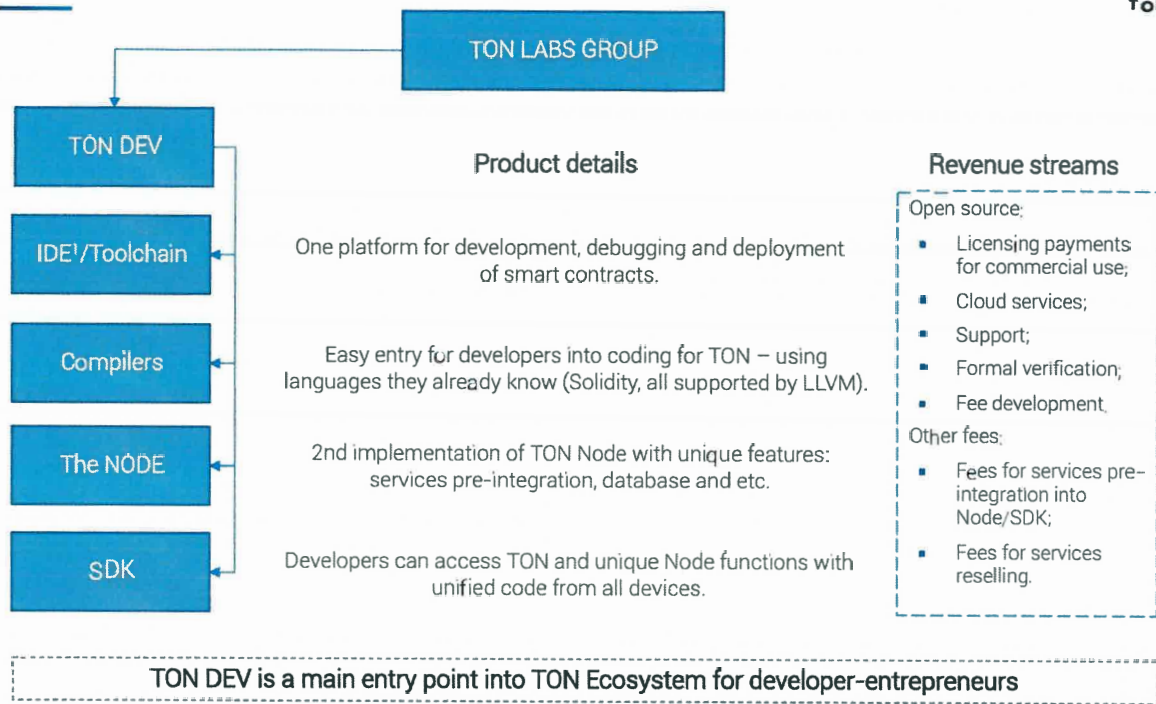 TON LABS GROUP
TON DEV
Product details
Revenue streams
IDE¹/Toolchain
One platform for development, debugging and deployment
of smart contracts.
Compilers
Easy entry for developers into coding for TON – using
languages they already know (Solidity, all supported by LLVM).
The NODE
2nd implementation of TON Node with unique features:
services pre-integration, database and etc.
SDK
Developers can access TON and unique Node functions with
unified code from all devices.
Open source:
▪ Licensing payments
for commercial use;
▪ Cloud services;
▪ Support;
▪ Formal verification;
▪ Fee development.
Other fees:
▪ Fees for services pre–
integration into
Node/SDK;
▪ Fees for services
reselling.
TON DEV is a main entry point into TON Ecosystem for developer-entrepreneurs